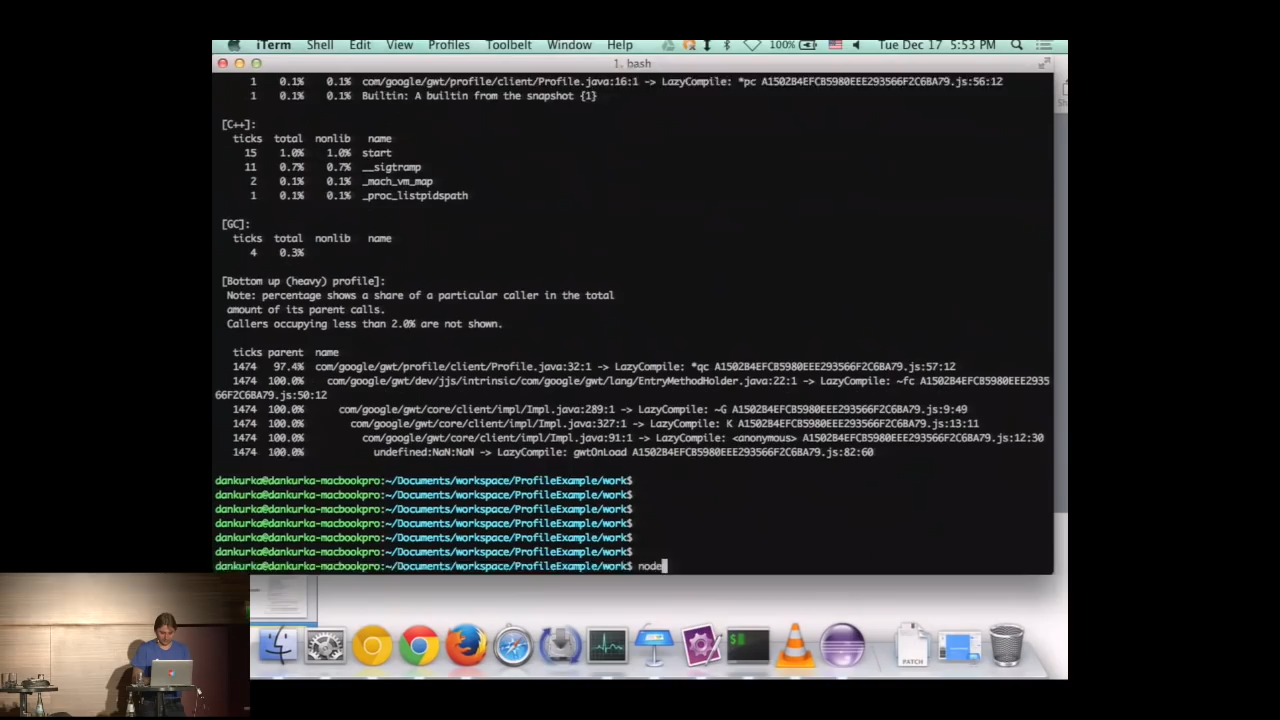 iTerm Shell Edit View Profiles Toolbelt Window Help 100% Tue Dec 17 5:53 PM
1. bash
1 0.1% 0.1% com/google/gwt/profile/client/Profile.java:16:1 -> LazyCompile: *pc A1502B4EFCB5980EEE293566F2C6BA79.js:56:12
1 0.1% 0.1% Builtin: A builtin from the snapshot {1}
[C++]:
ticks total nonlib name
15 1.0% 1.0% start
11 0.7% 0.7% __sigtramp
2 0.1% 0.1% _mach_vm_map
1 0.1% 0.1% _proc_listpidspath
[GC]:
ticks total nonlib name
4 0.3%
[Bottom up (heavy) profile]:
Note: percentage shows a share of a particular caller in the total
amount of its parent calls.
Callers occupying less than 2.0% are not shown.
ticks parent name
1474 97.4% com/google/gwt/profile/client/Profile.java:32:1 -> LazyCompile: *qc A1502B4EFCB5980EEE293566F2C6BA79.js:57:12
1474 100.0% com/google/gwt/dev/jjs/intrinsic/com/google/gwt/lang/EntryMethodHolder.java:22:1 -> LazyCompile: ~fc A1502B4EFCB5980EEE2935
66F2C6BA79.js:50:12
1474 100.0% com/google/gwt/core/client/impl/Impl.java:289:1 -> LazyCompile: ~G A1502B4EFCB5980EEE293566F2C6BA79.js:9:49
1474 100.0% com/google/gwt/core/client/impl/Impl.java:327:1 -> LazyCompile: K A1502B4EFCB5980EEE293566F2C6BA79.js:13:11
1474 100.0% com/google/gwt/core/client/impl/Impl.java:91:1 -> LazyCompile: <anonymous> A1502B4EFCB5980EEE293566F2C6BA79.js:12:30
1474 100.0% undefined:NaN:NaN -> LazyCompile: gwtOnLoad A1502B4EFCB5980EEE293566F2C6BA79.js:82:60
dankurka@dankurka-macbookpro:~/Documents/workspace/ProfileExample/work$
dankurka@dankurka-macbookpro:~/Documents/workspace/ProfileExample/work$
dankurka@dankurka-macbookpro:~/Documents/workspace/ProfileExample/work$
dankurka@dankurka-macbookpro:~/Documents/workspace/ProfileExample/work$
dankurka@dankurka-macbookpro:~/Documents/workspace/ProfileExample/work$
dankurka@dankurka-macbookpro:~/Documents/workspace/ProfileExample/work$
dankurka@dankurka-macbookpro:~/Documents/workspace/ProfileExample/work$ node
$
PATCH